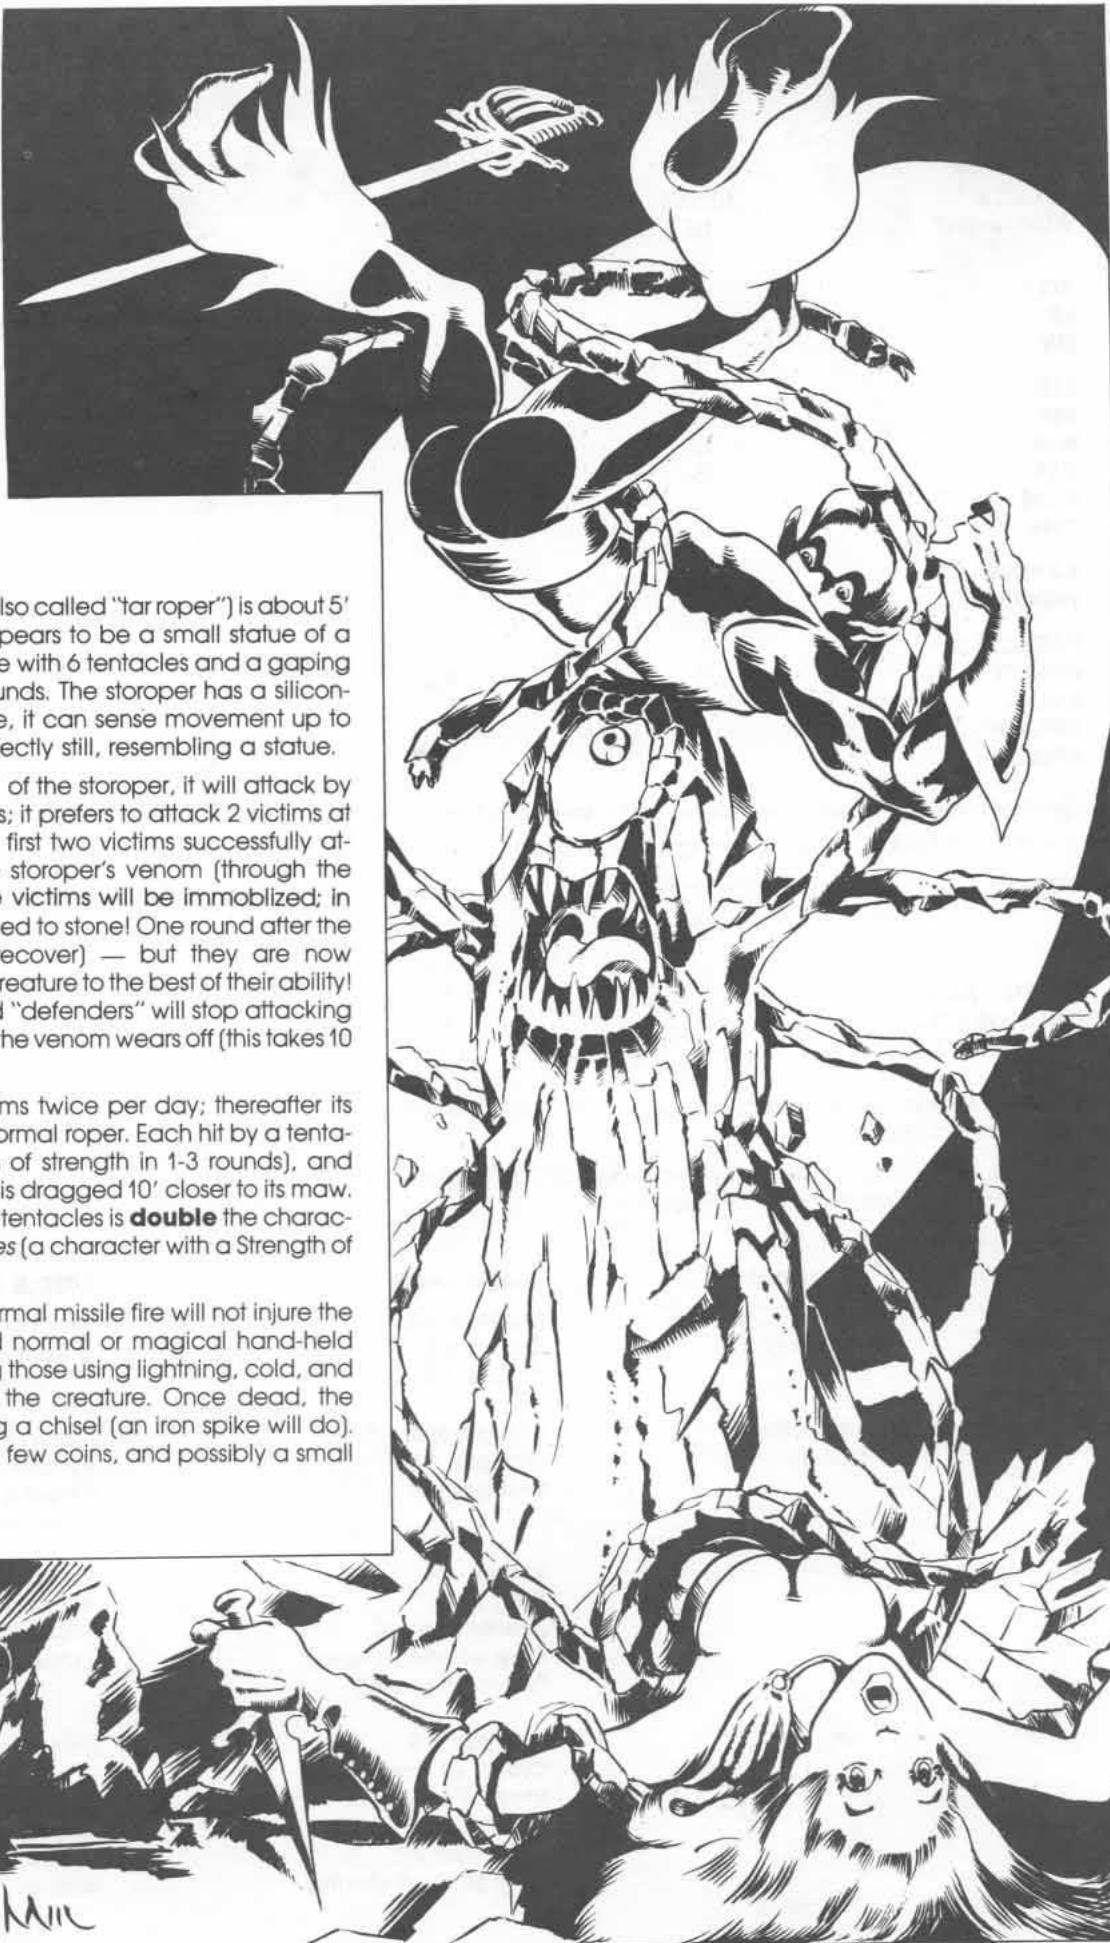 lso called "tar roper") is about 5'
pears to be a small statue of a
e with 6 tentacles and a gaping
unds. The storoper has a silicon-
e, it can sense movement up to
ectly still, resembling a statue.
of the storoper, it will attack by
s; it prefers to attack 2 victims at
first two victims successfully at-
storoper's venom (through the
victims will be immoblized; in
ed to stone! One round after the
recover) — but they are now
reature to the best of their ability!
"defenders" will stop attacking
he venom wears off (this takes 10
ms twice per day; thereafter its
ormal roper. Each hit by a tenta-
of strength in 1-3 rounds), and
is dragged 10' closer to its maw.
tentacles is double the charac-
es (a character with a Strength of
rmal missile fire will not injure the
normal or magical hand-held
g those using lightning, cold, and
the creature. Once dead, the
g a chisel (an iron spike will do).
few coins, and possibly a small